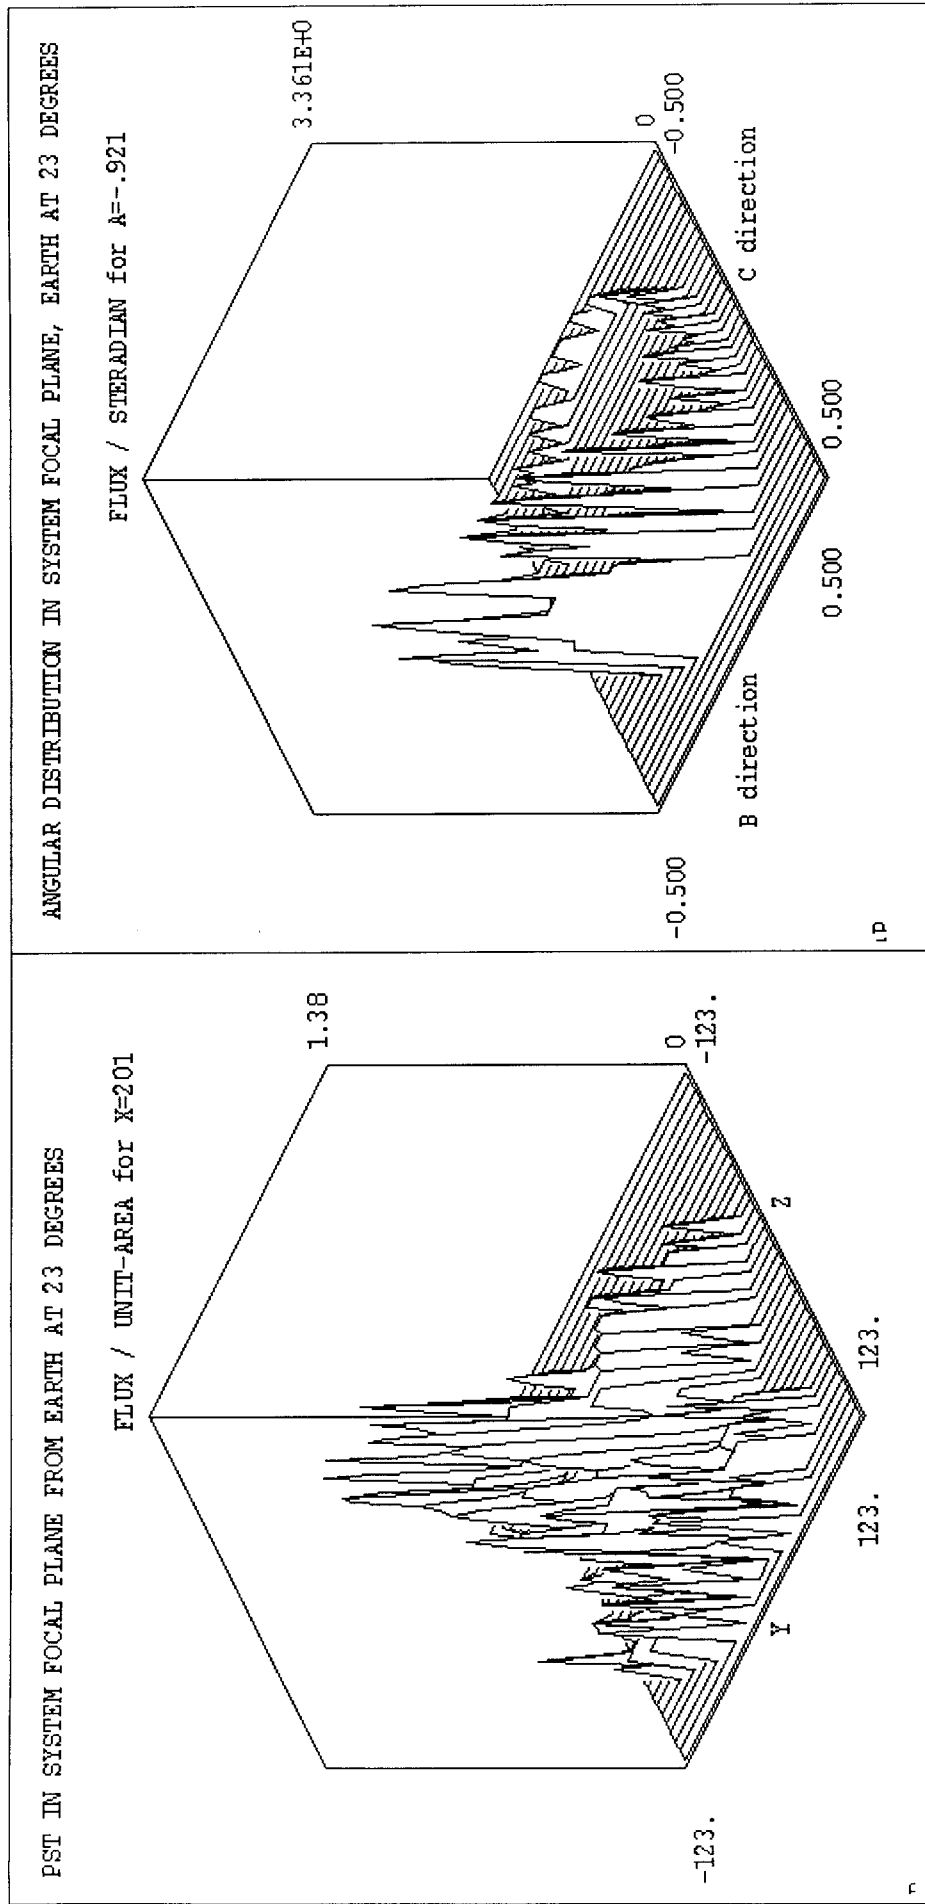 PST IN SYSTEM FOCAL PLANE FROM EARTH AT 23 DEGREES
FLUX / UNIT-AREA for X=201
1.38
0
-123.
Z
123.
123.
Y
-123.
ANGULAR DISTRIBUTION IN SYSTEM FOCAL PLANE, EARTH AT 23 DEGREES
FLUX / STERADIAN for A=-.921
3.361E+0
0
-0.500
C direction
0.500
0.500
B direction
-0.500